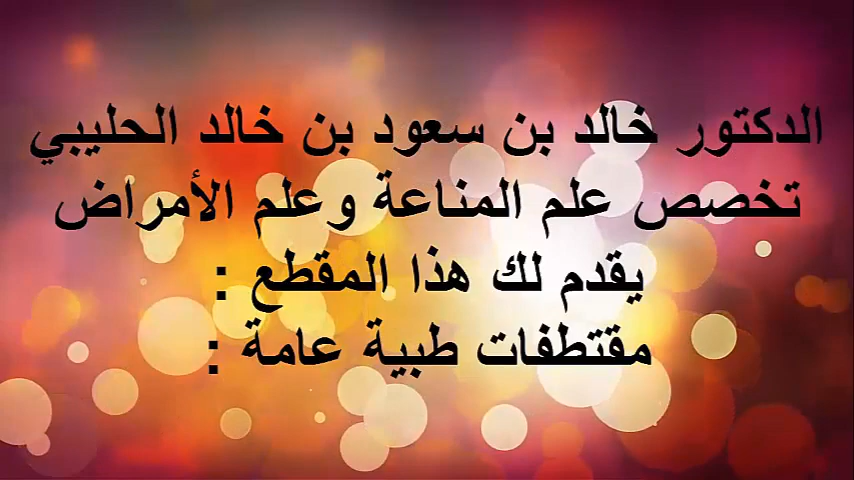 الدكتور خالد بن سعود بن خالد الحليبي
تخصص علم المناعة وعلم الأمراض
يقدم لك هذا المقطع :
مقتطفات طبية عامة :